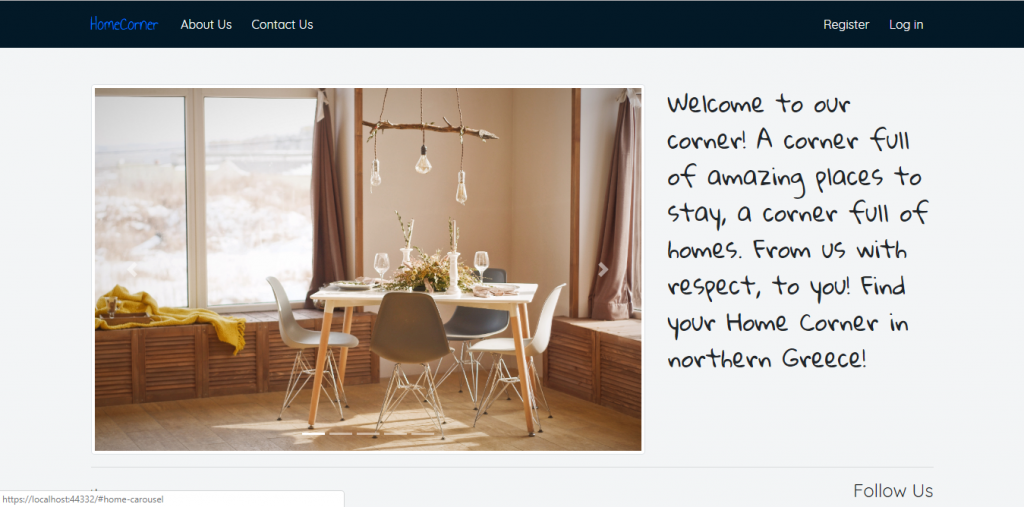 HomeCorner About Us Contact Us Register Log in
Welcome to our
corner! A corner full
of amazing places to
stay, a corner full of
homes. From us with
respect, to you! Find
your Home Corner in
northern Greece!
Follow Us
https://localhost:44332/#home-carousel